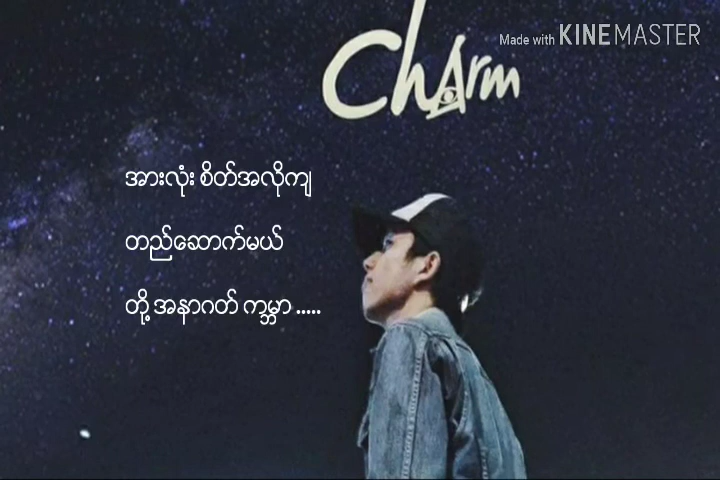 Made with KINEMASTER
Charm
အားလုံး စိတ်အလိုကျ
တည်ဆောက်မယ်
တို့ အနာဂတ် ကမ္ဘာ .....